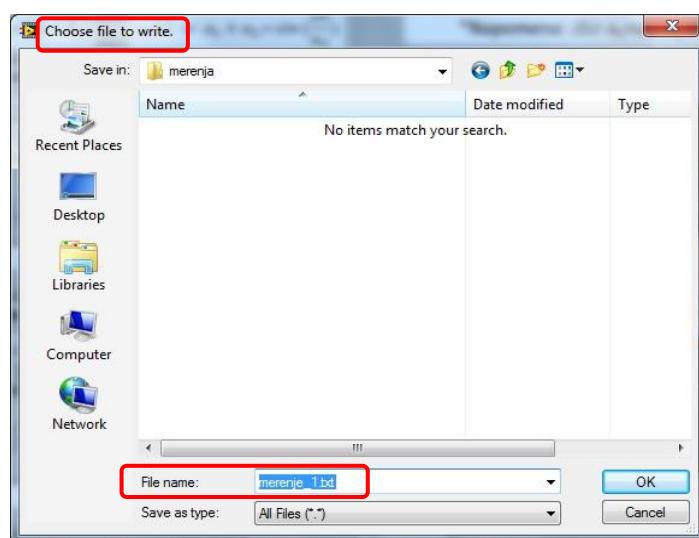 Choose file to write.
Save in: merenja
Name Date modified Type
No items match your search.
Recent Places
Desktop
Libraries
Computer
Network
File name: merenje_1.txt OK
Save as type: All Files (*.*) Cancel